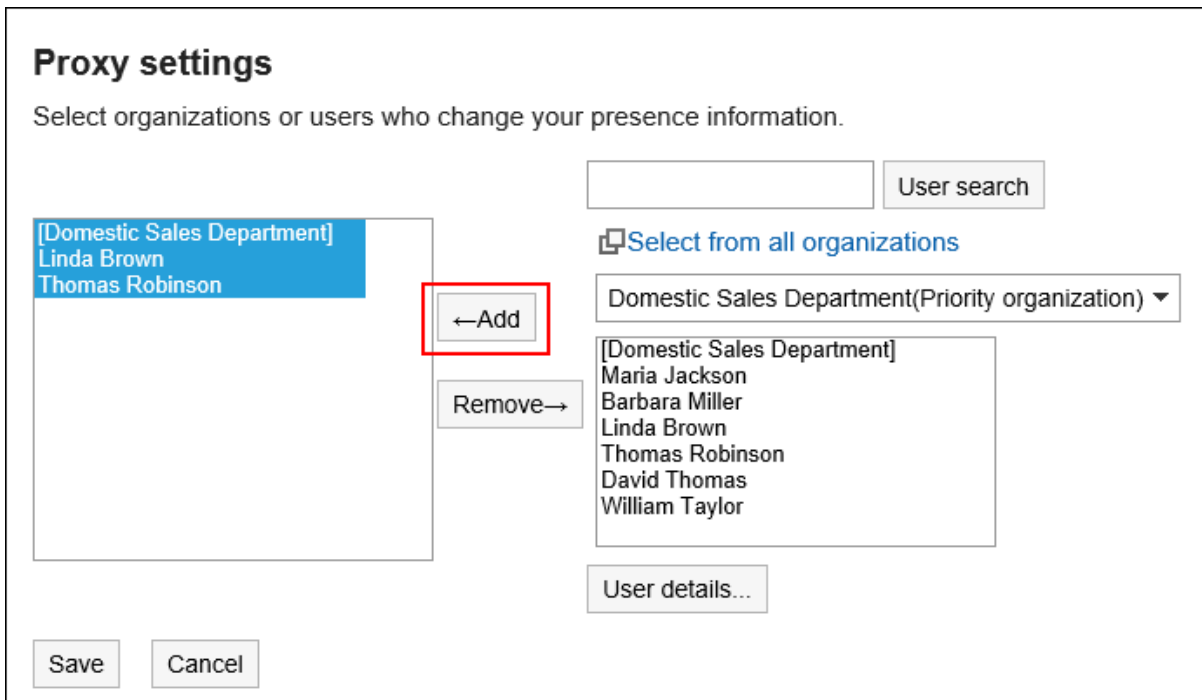 Proxy settings
Select organizations or users who change your presence information.
User search
Select from all organizations
Domestic Sales Department(Priority organization)
[Domestic Sales Department]
Linda Brown
Thomas Robinson
←Add
Remove→
[Domestic Sales Department]
Maria Jackson
Barbara Miller
Linda Brown
Thomas Robinson
David Thomas
William Taylor
User details...
Save
Cancel